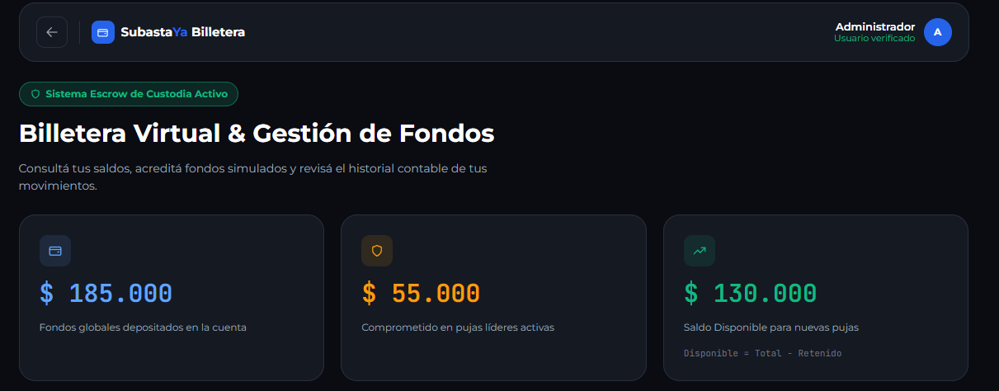 SubastaYa Billetera
Administrador
Usuario verificado
A
Sistema Escrow de Custodia Activo
Billetera Virtual & Gestión de Fondos
Consultá tus saldos, acreditá fondos simulados y revisá el historial contable de tus
movimientos.
$ 185.000
Fondos globales depositados en la cuenta
$ 55.000
Comprometido en pujas líderes activas
$ 130.000
Saldo Disponible para nuevas pujas
Disponible = Total - Retenido